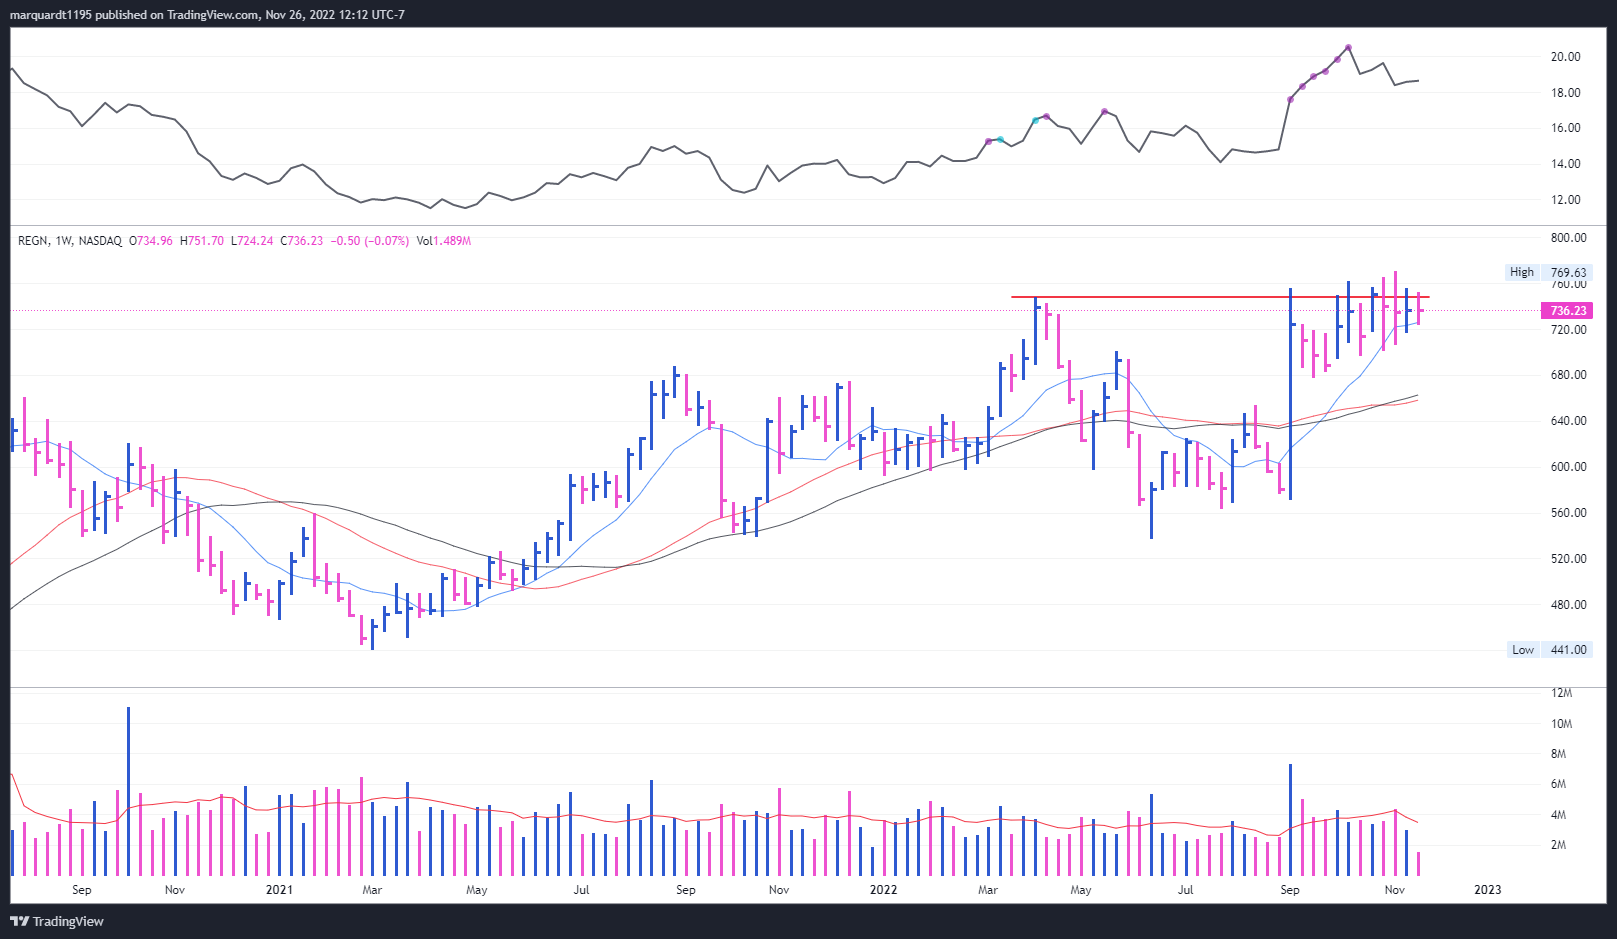 marquardt1195 published on TradingView.com, Nov 26, 2022 12:12 UTC-7
20.00
18.00
16.00
14.00
12.00
REGN, 1W, NASDAQ O734.96 H751.70 L724.24 C736.23 −0.50 (−0.07%) Vol1.489M
800.00
High 769.63
760.00
736.23
720.00
680.00
640.00
600.00
560.00
520.00
480.00
Low 441.00
12M
10M
8M
6M
4M
2M
Sep Nov 2021 Mar May Jul Sep Nov 2022 Mar May Jul Sep Nov 2023
TradingView